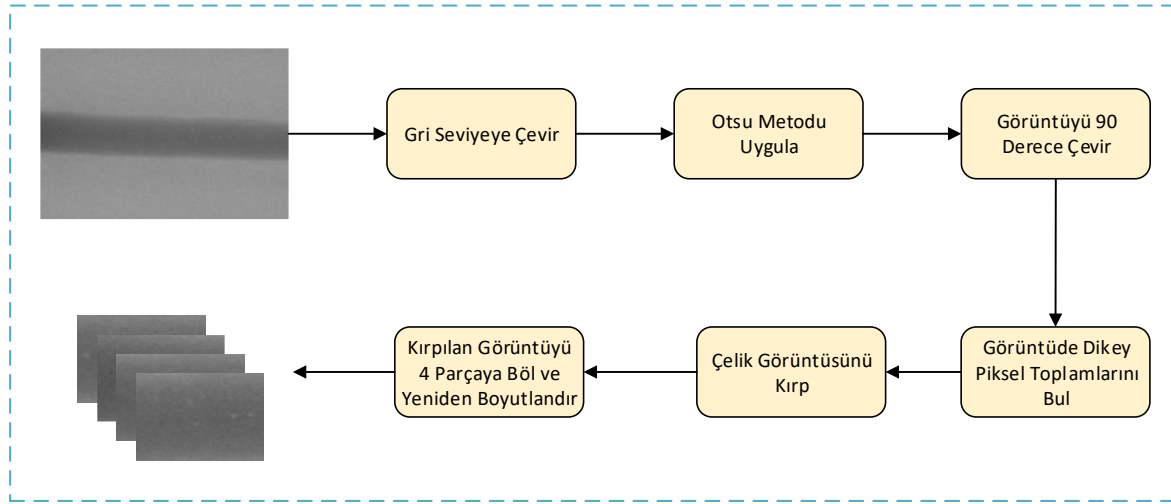 Gri Seviyeye Çevir
Otsu Metodu
Uygula
Görüntüyü 90
Derece Çevir
Görüntüde Dikey
Piksel Toplamlarını
Bul
Çelik Görüntüsünü
Kırp
Kırpılan Görüntüyü
4 Parçaya Böl ve
Yeniden Boyutlandır